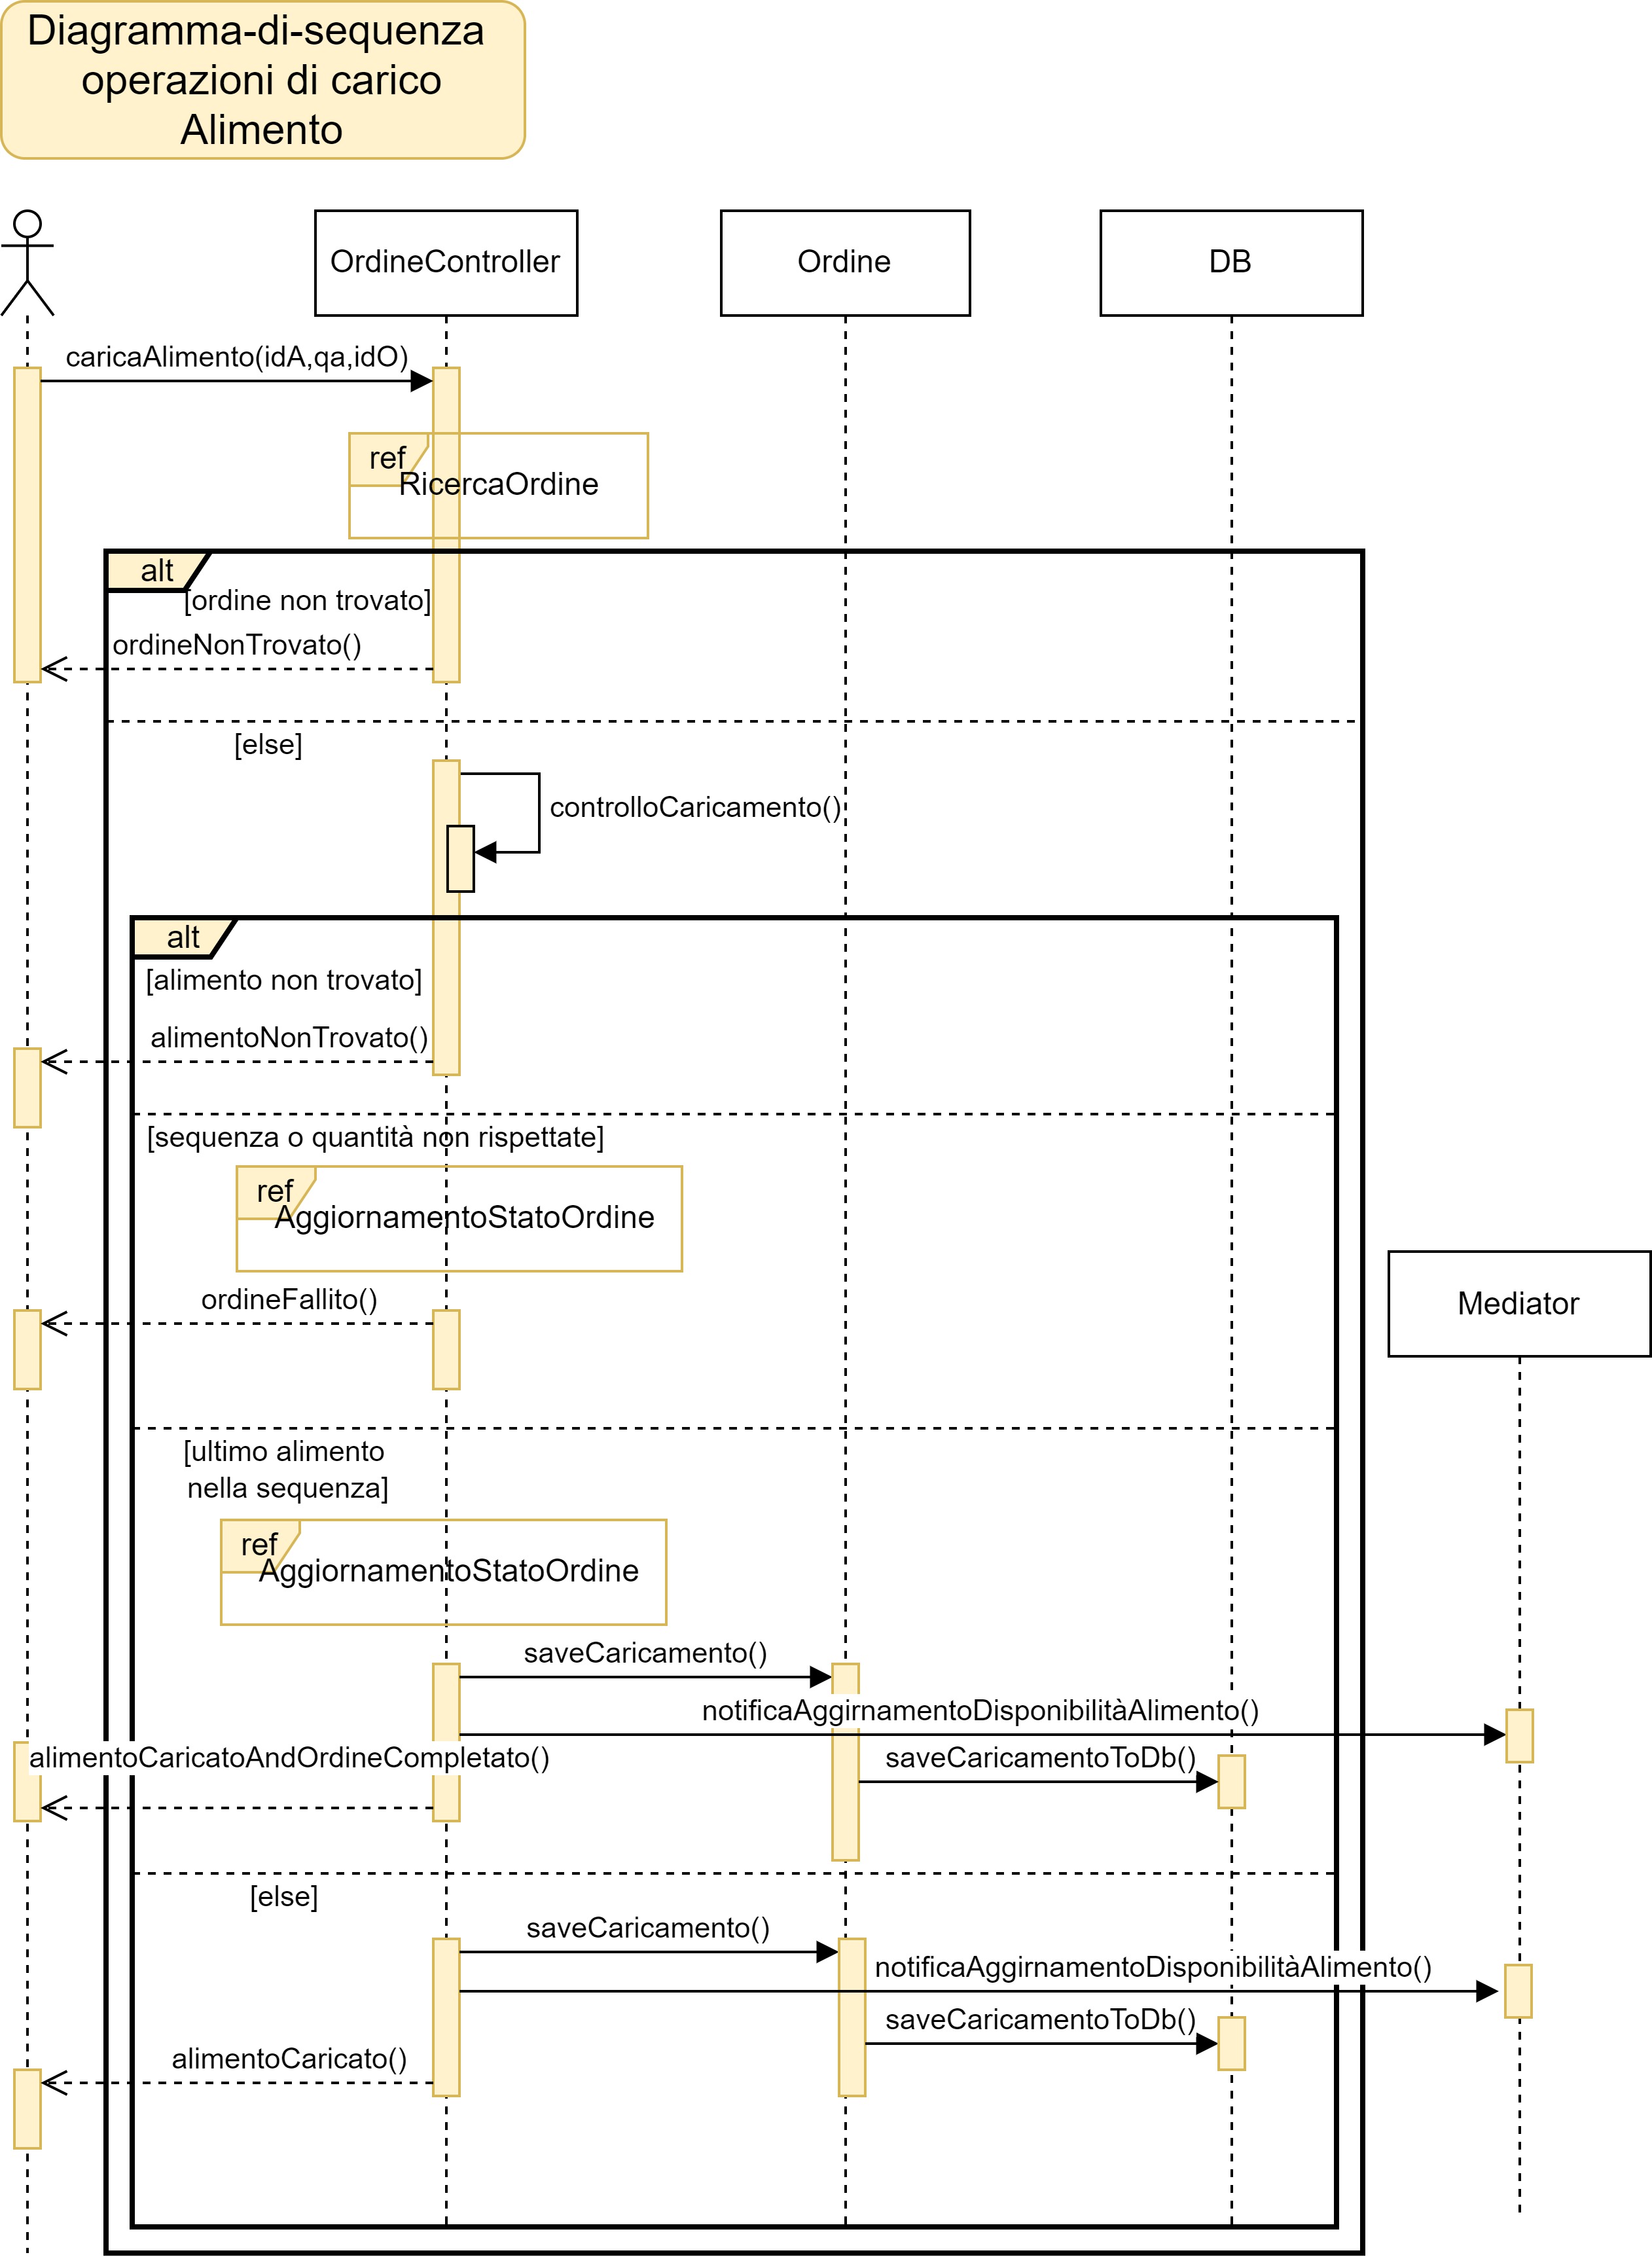 Diagramma-di-sequenza
operazioni di carico
Alimento
OrdineController
Ordine
DB
caricaAlimento(idA,qa,idO)
ref
RicercaOrdine
alt
[ordine non trovato]
ordineNonTrovato()
[else]
controlloCaricamento()
alt
[alimento non trovato]
alimentoNonTrovato()
[sequenza o quantità non rispettate]
ref
AggiornamentoStatoOrdine
ordineFallito()
Mediator
[ultimo alimento
nella sequenza]
ref
AggiornamentoStatoOrdine
saveCaricamento()
notificaAggirnamentoDisponibilitàAlimento()
alimentoCaricatoAndOrdineCompletato()
saveCaricamentoToDb()
[else]
saveCaricamento()
notificaAggirnamentoDisponibilitàAlimento()
saveCaricamentoToDb()
alimentoCaricato()